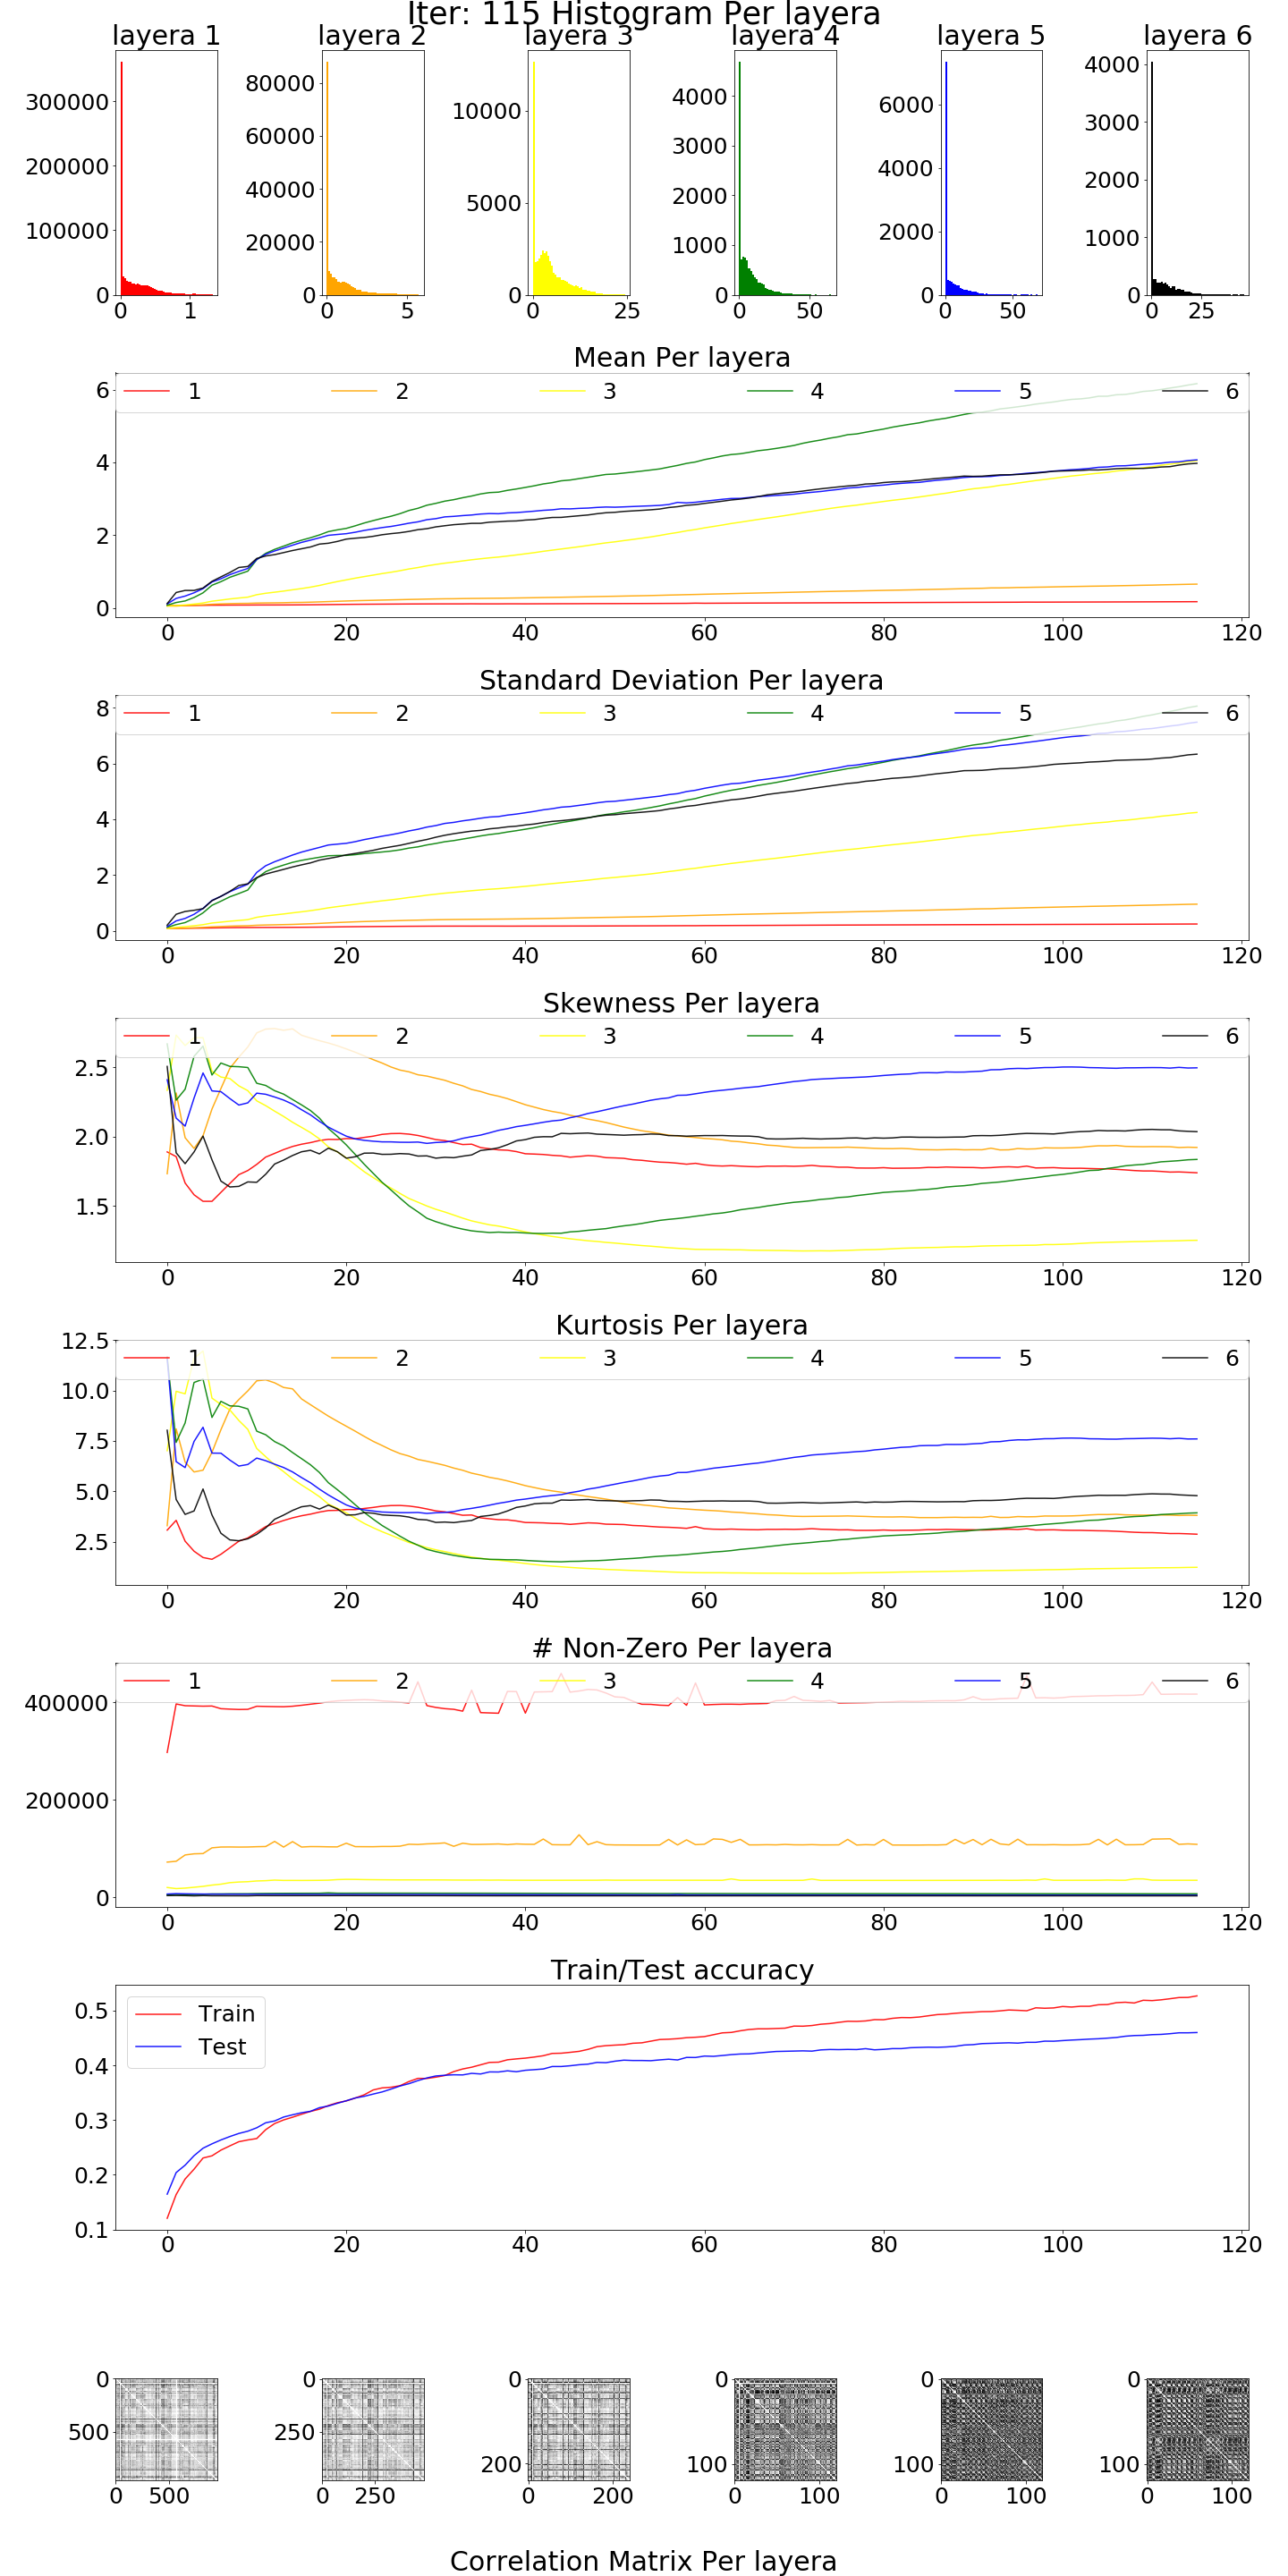 Iter: 115 Histogram Per layera
layera 1 layera 2 layera 3 layera 4 layera 5 layera 6
300000 200000 100000 0 0 1
80000 60000 40000 20000 0 0 5
10000 5000 0 0 25
4000 3000 2000 1000 0 0 50
6000 4000 2000 0 0 50
4000 3000 2000 1000 0 0 25
Mean Per layera
1 2 3 4 5 6
6 4 2 0
0 20 40 60 80 100 120
Standard Deviation Per layera
1 2 3 4 5 6
8 6 4 2 0
0 20 40 60 80 100 120
Skewness Per layera
1 2 3 4 5 6
2.5 2.0 1.5
0 20 40 60 80 100 120
Kurtosis Per layera
1 2 3 4 5 6
12.5 10.0 7.5 5.0 2.5
0 20 40 60 80 100 120
# Non-Zero Per layera
1 2 3 4 5 6
400000 200000 0
0 20 40 60 80 100 120
Train/Test accuracy
Train
Test
0.5 0.4 0.3 0.2 0.1
0 20 40 60 80 100 120
0 500 0 500
0 250 0 250
0 200 0 200
0 100 0 100
0 100 0 100
0 100 0 100
Correlation Matrix Per layera